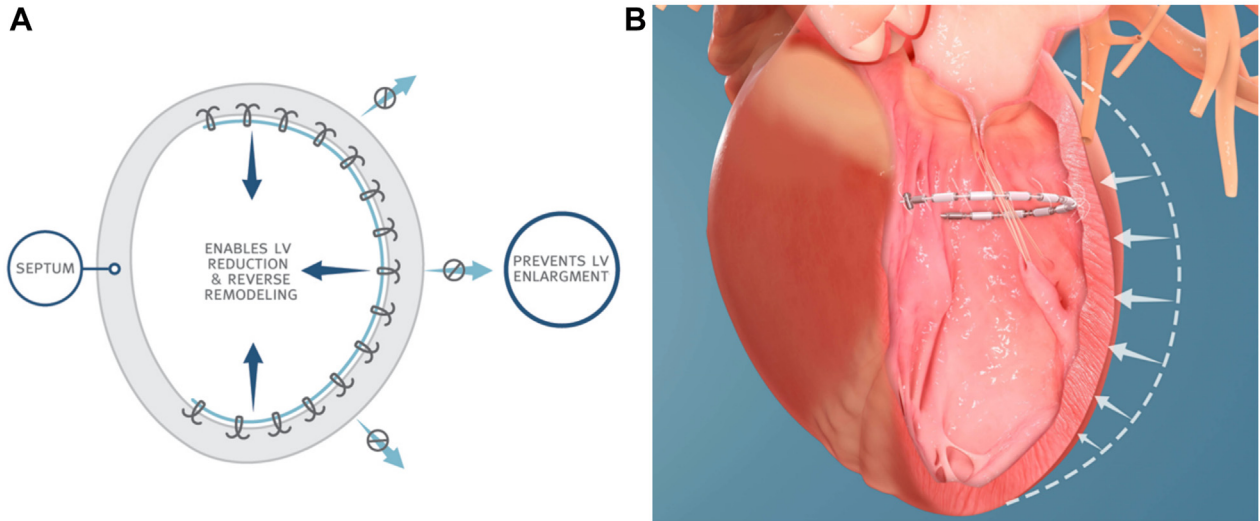 A
B
SEPTUM
ENABLES LV
REDUCTION
& REVERSE
REMODELING
PREVENTS LV
ENLARGMENT